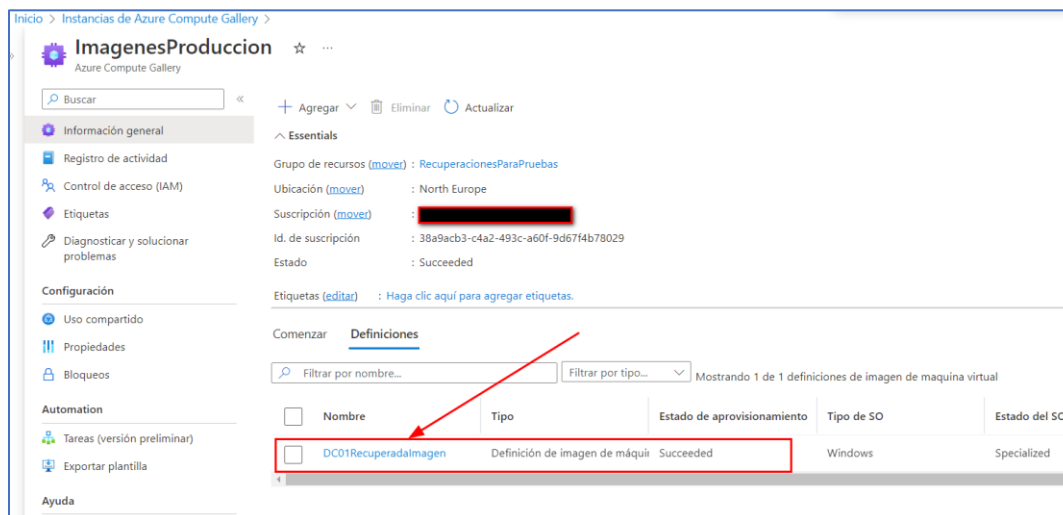 Inicio > Instancias de Azure Compute Gallery >
ImagenesProduccion
Azure Compute Gallery
Buscar
Información general
Registro de actividad
Control de acceso (IAM)
Etiquetas
Diagnosticar y solucionar
problemas
Configuración
Uso compartido
Propiedades
Bloqueos
Automation
Tareas (versión preliminar)
Exportar plantilla
Ayuda
Agregar Eliminar Actualizar
Essentials
Grupo de recursos (mover) : RecuperacionesParaPruebas
Ubicación (mover) : North Europe
Suscripción (mover) :
Id. de suscripción : 38a9acb3-c4a2-493c-a60f-9d67f4b78029
Estado : Succeeded
Etiquetas (editar) : Haga clic aquí para agregar etiquetas.
Comenzar Definiciones
Filtrar por nombre... Filtrar por tipo... Mostrando 1 de 1 definiciones de imagen de maquina virtual
Nombre Tipo Estado de aprovisionamiento Tipo de SO Estado del SO
DC01RecuperadaImagen Definición de imagen de máqui Succeeded Windows Specialized